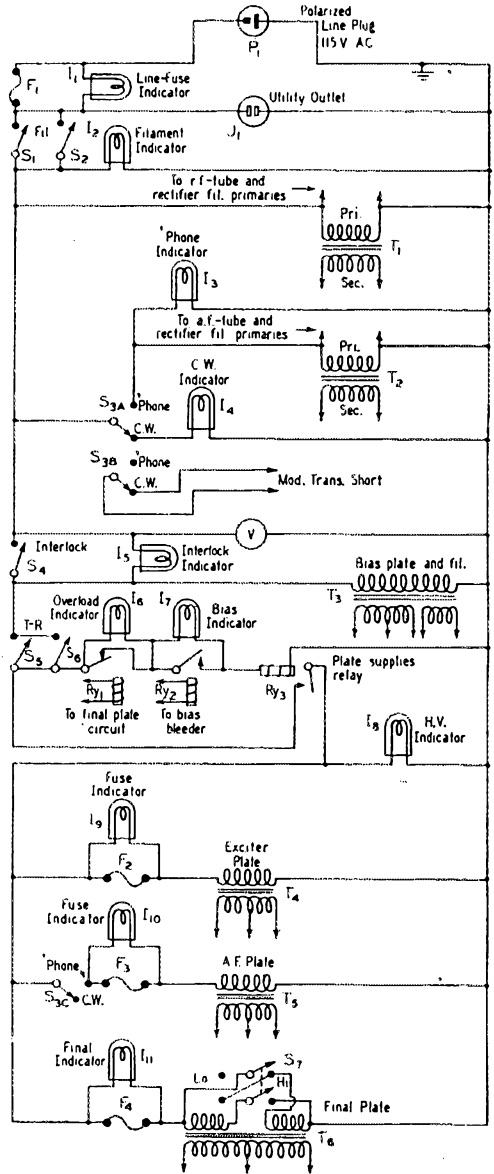 Polarized
Line Plug
115 V AC
P1
F1
I1
Line-Fuse
Indicator
Utility Outlet
J1
Fil
S1
S2
I2
Filament
Indicator
To r.f.-tube and
rectifier fil. primaries
Pri.
T1
Sec.
'Phone
Indicator
I3
To a.f.-tube and
rectifier fil primaries
Pri.
T2
Sec.
C.W.
Indicator
I4
S3A
'Phone
C.W.
S3B
'Phone
C.W.
Mod. Trans. Short
V
Interlock
S4
I5
Interlock
Indicator
Bias plate and fil.
T3
Overload
Indicator
I6
I7
Bias
Indicator
T-R
S5
S6
Ry1
To final plate
circuit
Ry2
To bias
bleeder
Ry3
Plate supplies
relay
I8
H.V.
Indicator
Fuse
Indicator
I9
F2
Exciter
Plate
T4
Fuse
Indicator
I10
F3
'Phone
S3C
C.W.
A.F. Plate
T5
Final
Indicator
I11
F4
Lo
S7
Hi
Final Plate
T6